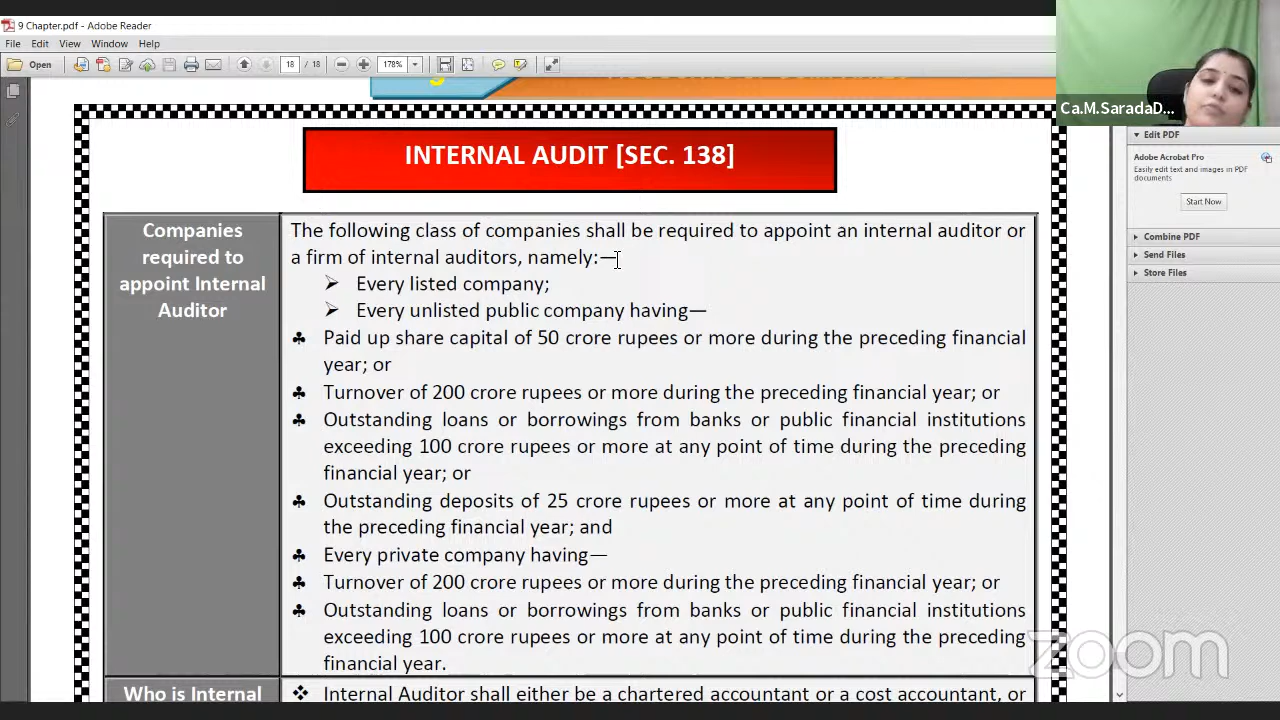 9 Chapter.pdf - Adobe Reader
File Edit View Window Help
Open 18 / 18 178%
Ca.M.SaradaD...
Edit PDF
Adobe Acrobat Pro
Easily edit text and images in PDF
documents
Start Now
Combine PDF
Send Files
Store Files
INTERNAL AUDIT [SEC. 138]
Companies
required to
appoint Internal
Auditor
The following class of companies shall be required to appoint an internal auditor or
a firm of internal auditors, namely:—
➢ Every listed company;
➢ Every unlisted public company having—
♣ Paid up share capital of 50 crore rupees or more during the preceding financial
year; or
♣ Turnover of 200 crore rupees or more during the preceding financial year; or
♣ Outstanding loans or borrowings from banks or public financial institutions
exceeding 100 crore rupees or more at any point of time during the preceding
financial year; or
♣ Outstanding deposits of 25 crore rupees or more at any point of time during
the preceding financial year; and
♣ Every private company having—
♣ Turnover of 200 crore rupees or more during the preceding financial year; or
♣ Outstanding loans or borrowings from banks or public financial institutions
exceeding 100 crore rupees or more at any point of time during the preceding
financial year.
Who is Internal
❖ Internal Auditor shall either be a chartered accountant or a cost accountant, or
zoom